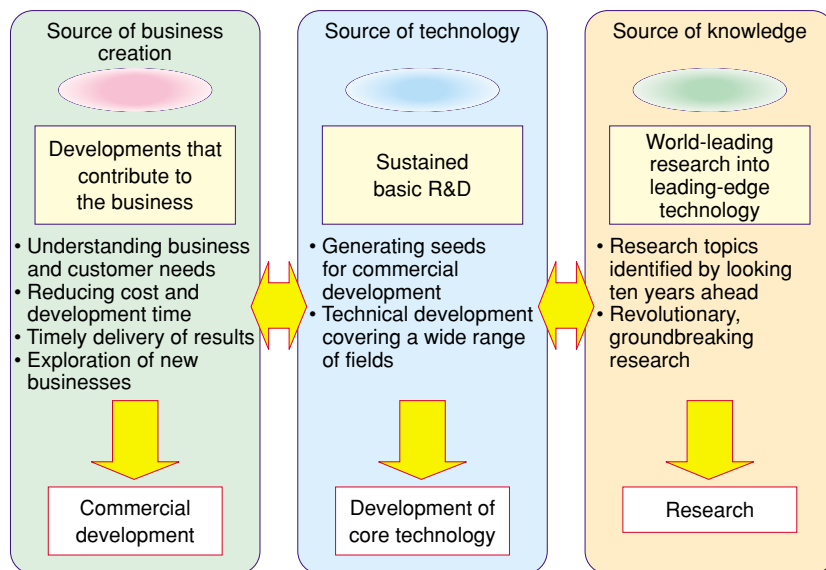 Source of business
creation
Developments that
contribute to
the business
• Understanding business
and customer needs
• Reducing cost and
development time
• Timely delivery of results
• Exploration of new
businesses
Commercial
development
Source of technology
Sustained
basic R&D
• Generating seeds
for commercial
development
• Technical development
covering a wide range
of fields
Development of
core technology
Source of knowledge
World-leading
research into
leading-edge
technology
• Research topics
identified by looking
ten years ahead
• Revolutionary,
groundbreaking
research
Research